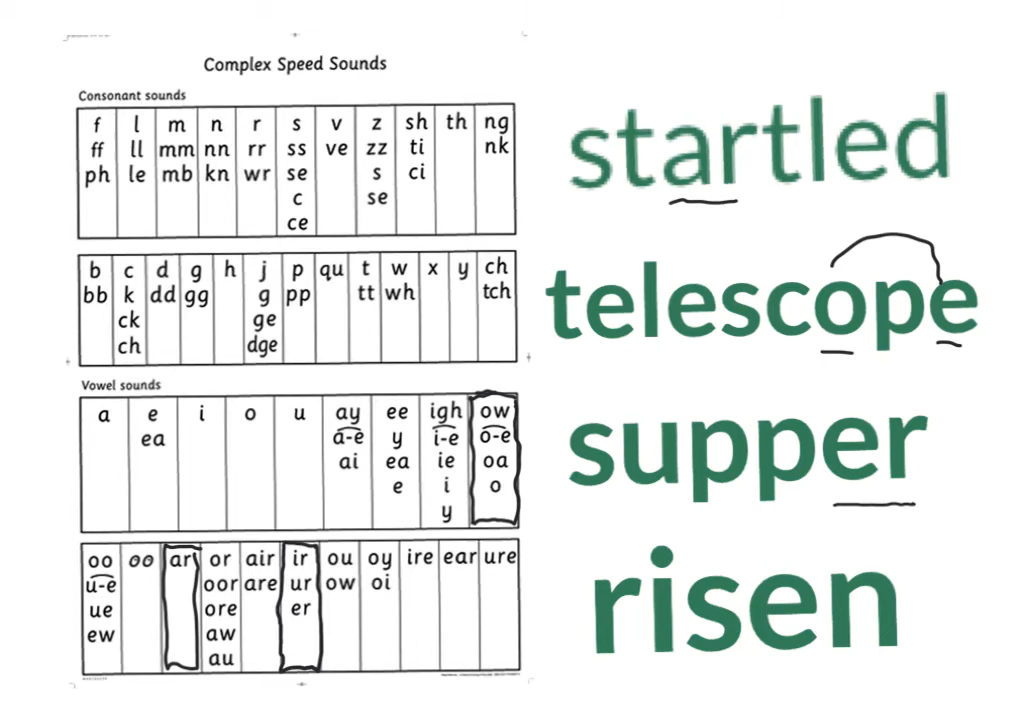 Complex Speed Sounds
Consonant sounds
f l m n r s v z sh th ng
ff ll mm nn rr ss ve zz ti nk
ph le mb kn wr se s ci
c se
ce
b c d g h j p qu t w x y ch
bb k dd gg g pp tt wh tch
ck ge
ch dge
Vowel sounds
a e i o u ay ee igh ow
ea a-e y i-e o-e
ai ea ie oa
e i o
y
oo oo ar or air ir ou oy ire ear ure
u-e oor are ur ow oi
ue ore er
ew aw
au
startled
telescope
supper
risen